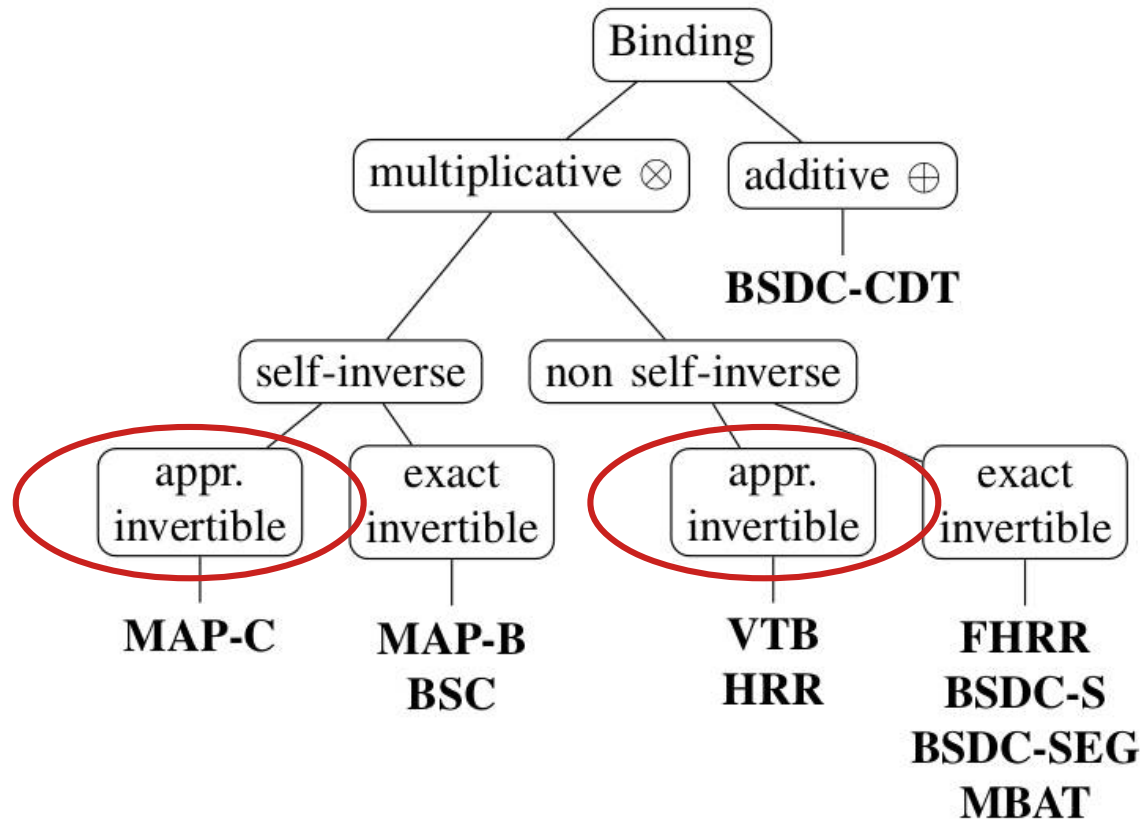 Binding
multiplicative ⊗
additive ⊕
BSDC-CDT
self-inverse
non self-inverse
appr.
invertible
exact
invertible
appr.
invertible
exact
invertible
MAP-C
MAP-B
BSC
VTB
HRR
FHRR
BSDC-S
BSDC-SEG
MBAT